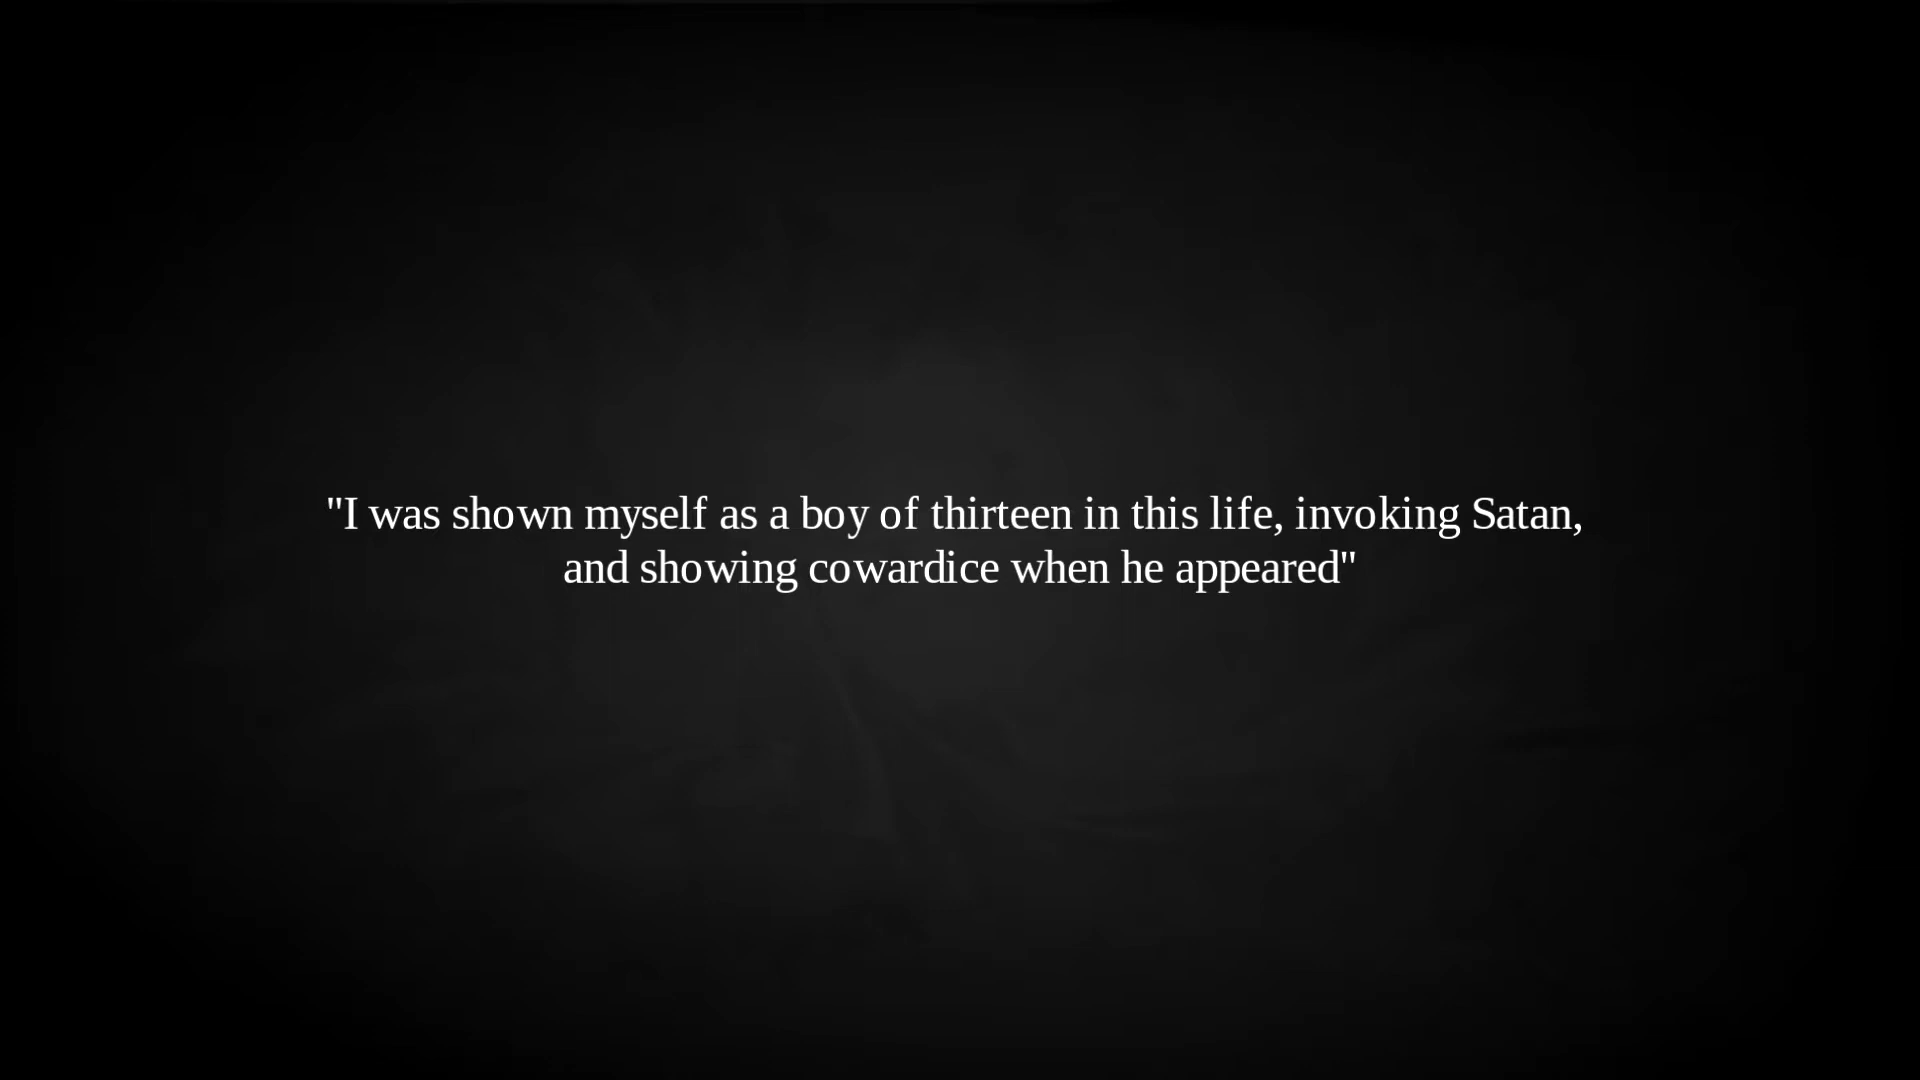 "I was shown myself as a boy of thirteen in this life, invoking Satan,
and showing cowardice when he appeared"